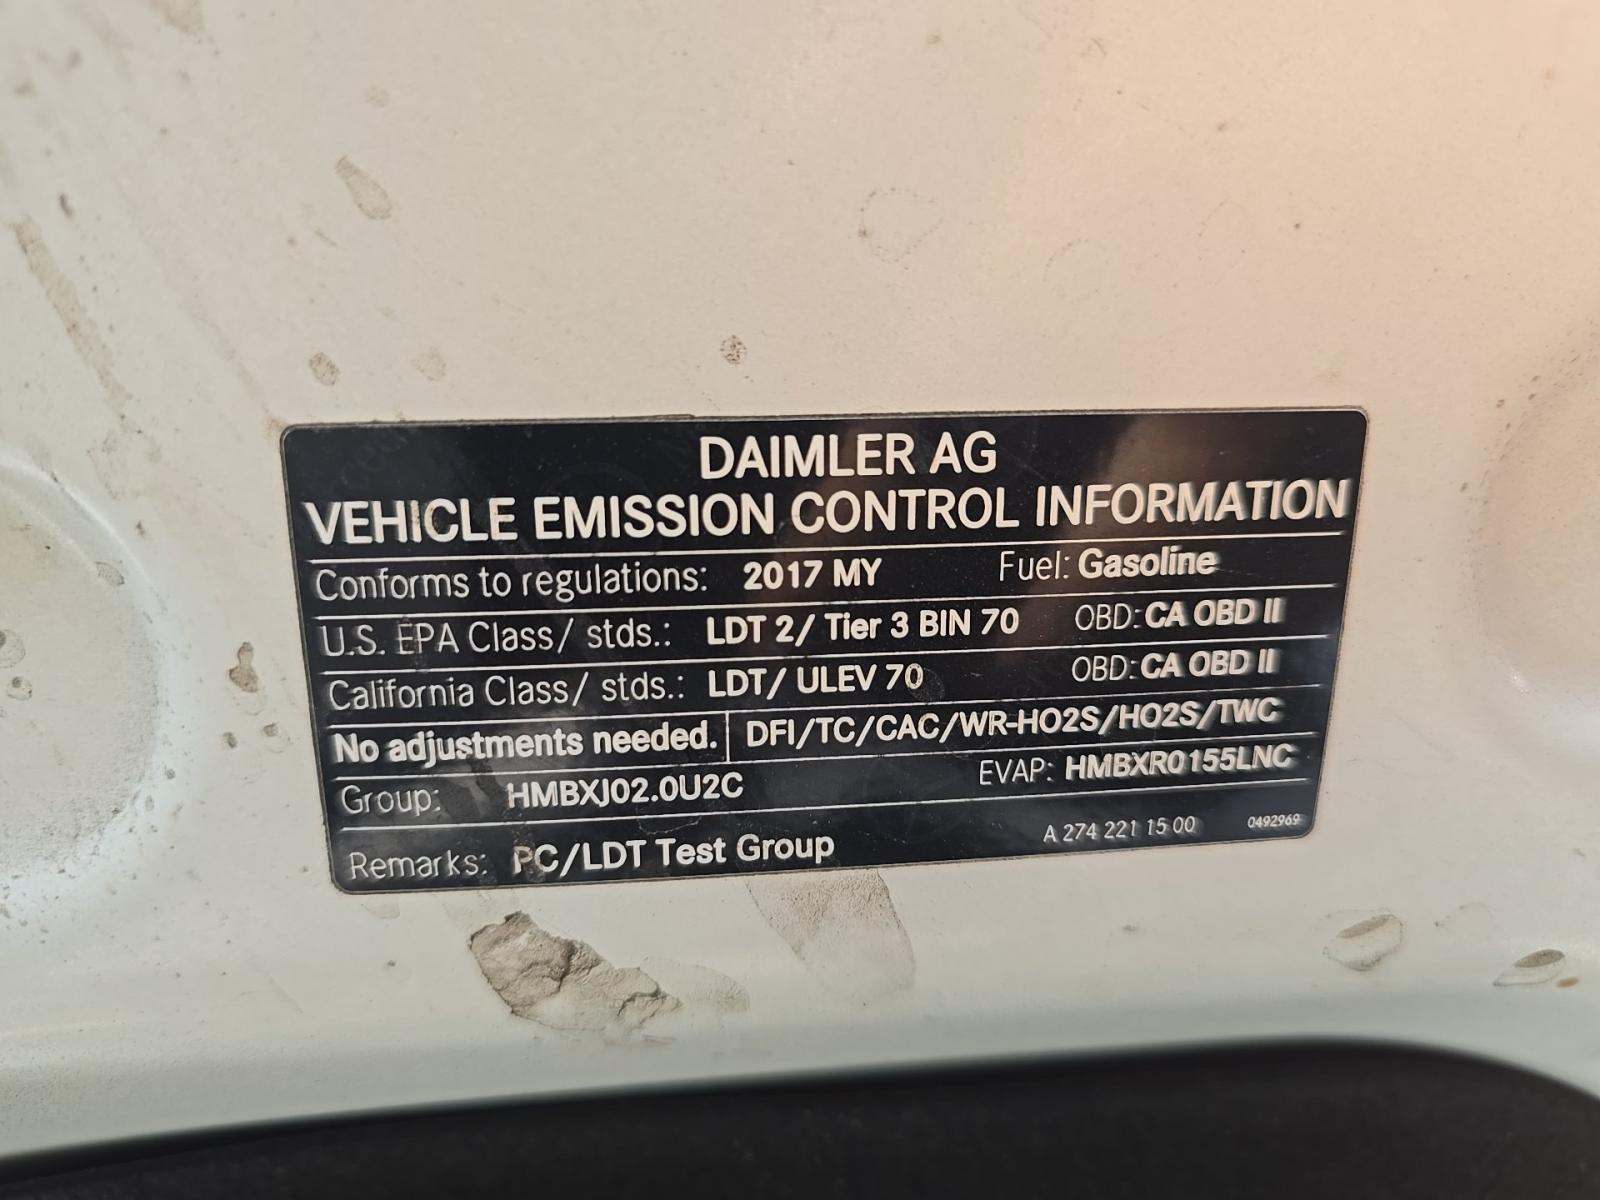 DAIMLER AG
VEHICLE EMISSION CONTROL INFORMATION
Conforms to regulations: 2017 MY Fuel: Gasoline
U.S. EPA Class/ stds.: LDT 2/ Tier 3 BIN 70 OBD: CA OBD II
California Class/ stds.: LDT/ ULEV 70 OBD: CA OBD II
No adjustments needed. DFI/TC/CAC/WR-HO2S/HO2S/TWC
Group: HMBXJ02.0U2C EVAP: HMBXR0155LNC
Remarks: PC/LDT Test Group A 274 221 15 00 0492969